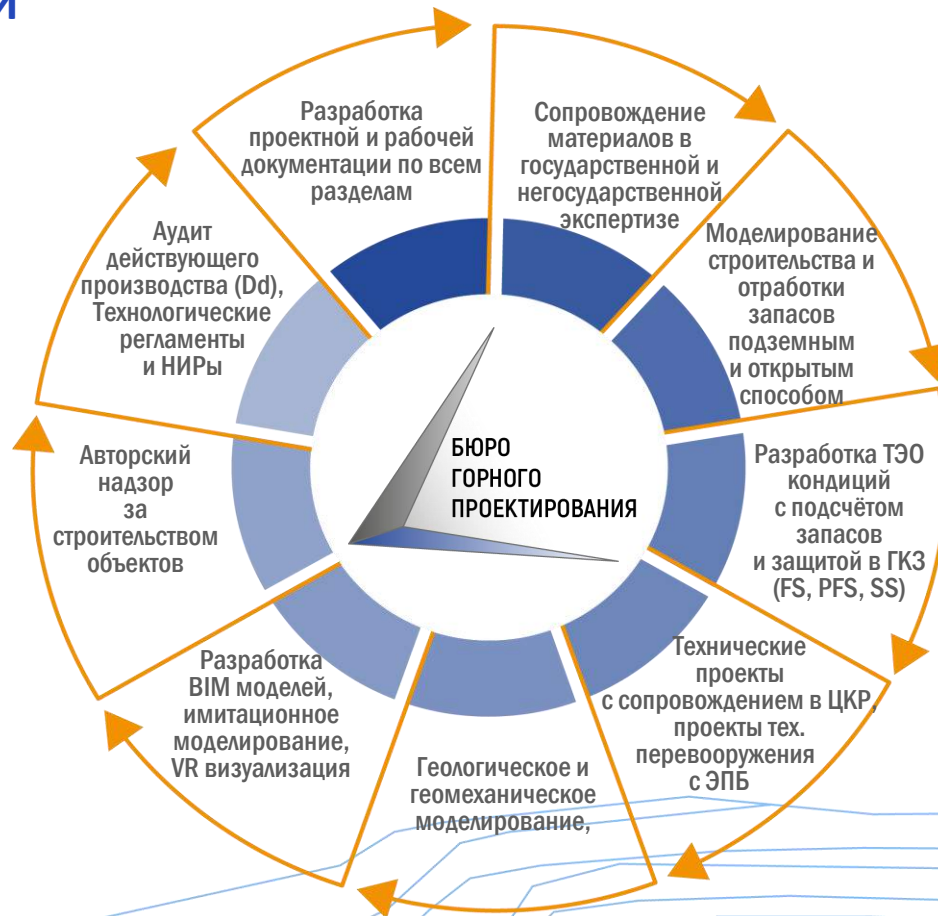 И
Разработка
проектной и рабочей
документации по всем
разделам
Сопровождение
материалов в
государственной и
негосударственной
экспертизе
Моделирование
строительства и
отработки
запасов
подземным
и открытым
способом
Разработка ТЭО
кондиций
с подсчётом
запасов
и защитой в ГКЗ
(FS, PFS, SS)
Технические
проекты
с сопровождением в ЦКР,
проекты тех.
перевооружения
с ЭПБ
Геологическое и
геомеханическое
моделирование,
Разработка
BIM моделей,
имитационное
моделирование,
VR визуализация
Авторский
надзор
за
строительством
объектов
Аудит
действующего
производства (Dd),
Технологические
регламенты
и НИРы
БЮРО
ГОРНОГО
ПРОЕКТИРОВАНИЯ